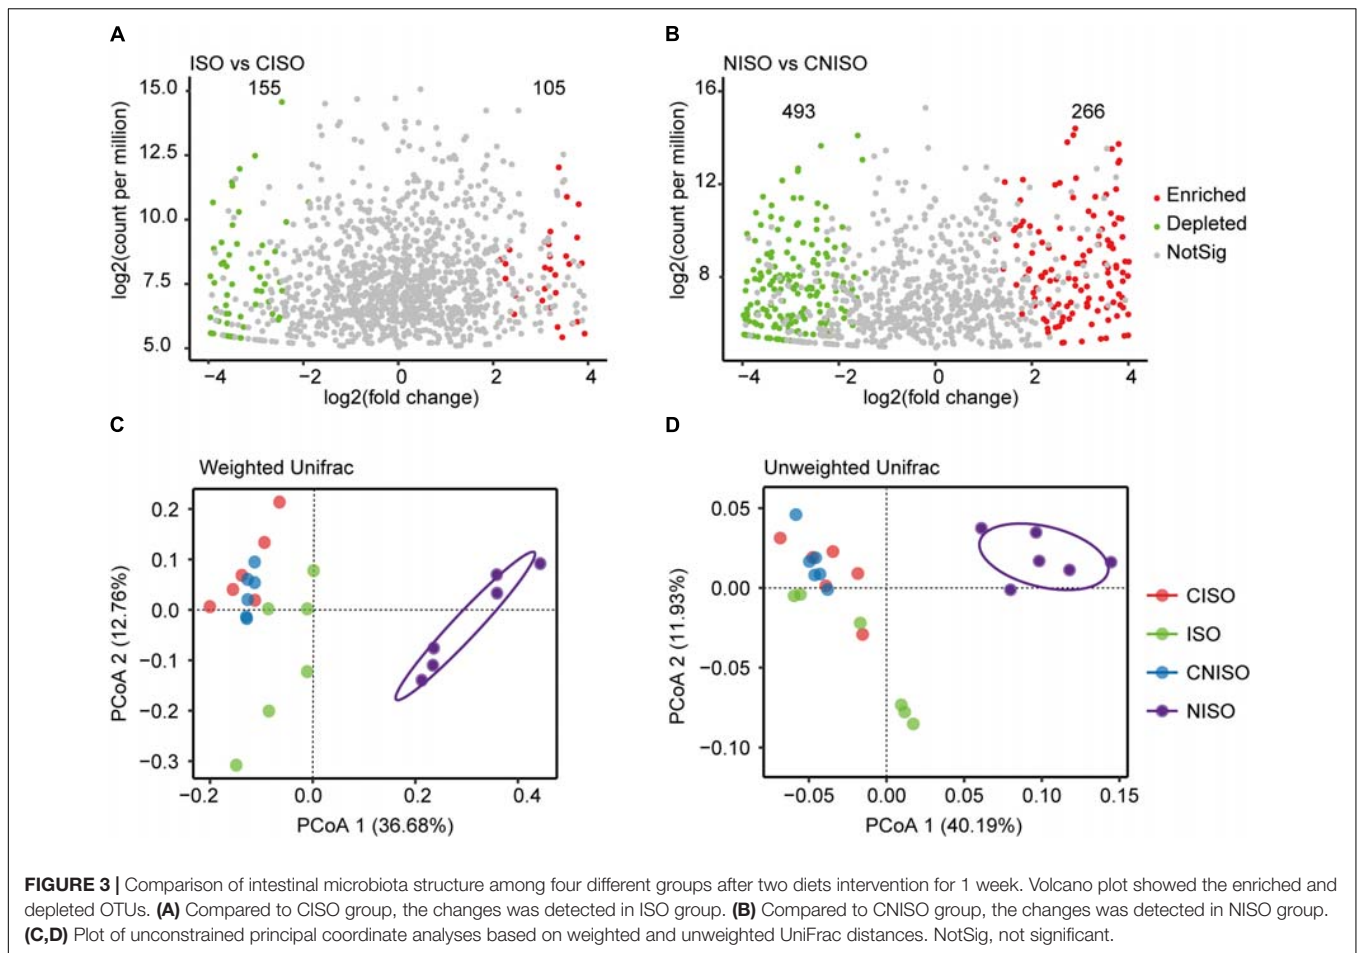 A
ISO vs CISO
155
105
15.0
12.5
10.0
7.5
5.0
log2(count per million)
−4
−2
0
2
4
log2(fold change)
B
NISO vs CNISO
493
266
16
12
8
log2(count per million)
−4
−2
0
2
4
log2(fold change)
Enriched
Depleted
NotSig
C
Weighted Unifrac
0.2
0.1
0.0
−0.1
−0.2
−0.3
PCoA 2 (12.76%)
−0.2
0.0
0.2
0.4
PCoA 1 (36.68%)
D
Unweighted Unifrac
0.05
0.00
−0.05
−0.10
PCoA 2 (11.93%)
−0.05
0.00
0.05
0.10
0.15
PCoA 1 (40.19%)
CISO
ISO
CNISO
NISO
FIGURE 3 | Comparison of intestinal microbiota structure among four different groups after two diets intervention for 1 week. Volcano plot showed the enriched and
depleted OTUs. (A) Compared to CISO group, the changes was detected in ISO group. (B) Compared to CNISO group, the changes was detected in NISO group.
(C,D) Plot of unconstrained principal coordinate analyses based on weighted and unweighted UniFrac distances. NotSig, not significant.